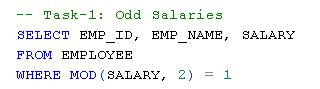 -- Task-1: Odd Salaries
SELECT EMP_ID, EMP_NAME, SALARY
FROM EMPLOYEE
WHERE MOD(SALARY, 2) = 1